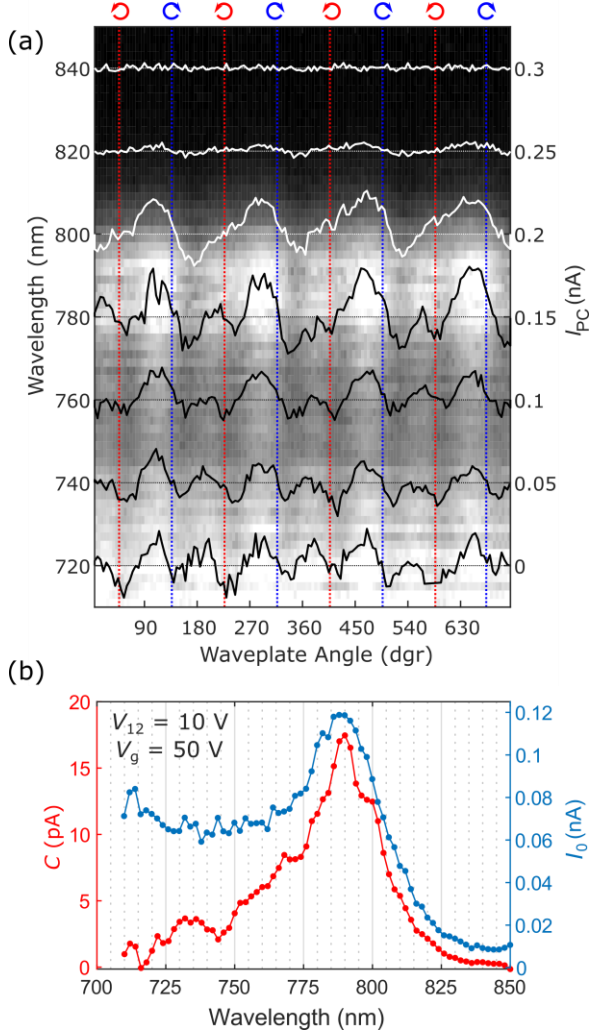 (a)
840
820
800
780
760
740
720
Wavelength (nm)
0.3
0.25
0.2
0.15
0.1
0.05
0
I_PC (nA)
90 180 270 360 450 540 630
Waveplate Angle (dgr)
(b)
V_12 = 10 V
V_g = 50 V
20
15
10
5
0
C (pA)
0.12
0.1
0.08
0.06
0.04
0.02
0
I_0 (nA)
700 725 750 775 800 825 850
Wavelength (nm)